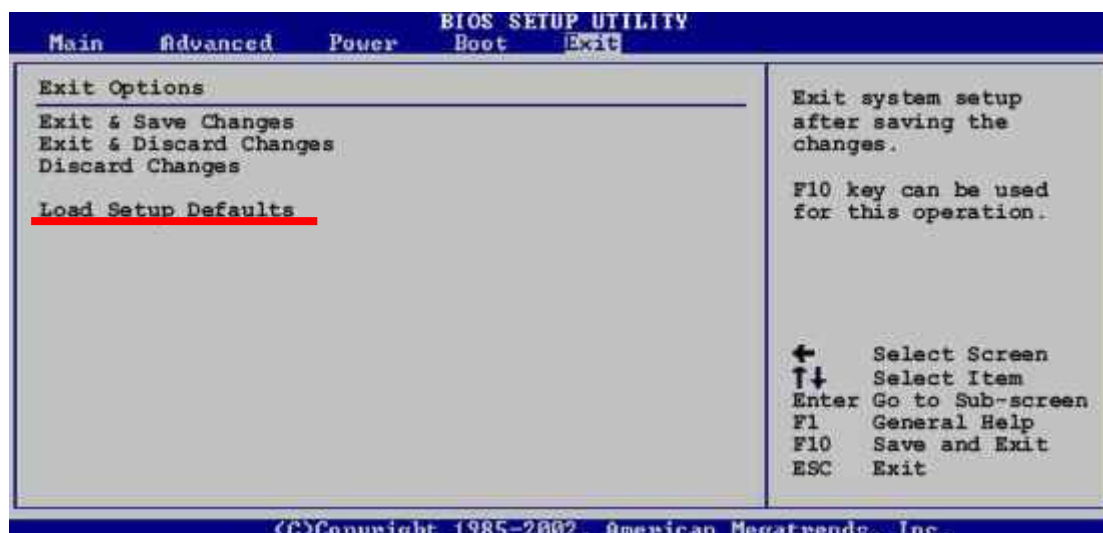 BIOS SETUP UTILITY
Main Advanced Power Boot Exit
Exit Options
Exit & Save Changes
Exit & Discard Changes
Discard Changes
Load Setup Defaults
Exit system setup
after saving the
changes.
F10 key can be used
for this operation.
← Select Screen
↑↓ Select Item
Enter Go to Sub-screen
F1 General Help
F10 Save and Exit
ESC Exit
(C)Copyright 1985-2002, American Megatrends, Inc.